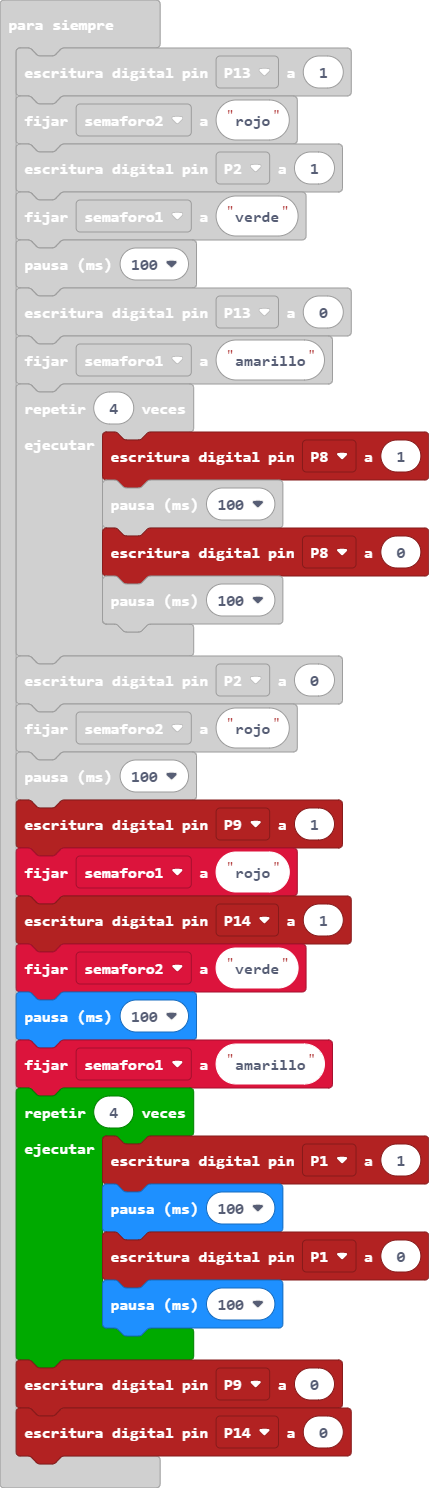 para siempre
escritura digital pin P13 a 1
fijar semaforo2 a "rojo"
escritura digital pin P2 a 1
fijar semaforo1 a "verde"
pausa (ms) 100
escritura digital pin P13 a 0
fijar semaforo1 a "amarillo"
repetir 4 veces
ejecutar
escritura digital pin P8 a 1
pausa (ms) 100
escritura digital pin P8 a 0
pausa (ms) 100
escritura digital pin P2 a 0
fijar semaforo2 a "rojo"
pausa (ms) 100
escritura digital pin P9 a 1
fijar semaforo1 a "rojo"
escritura digital pin P14 a 1
fijar semaforo2 a "verde"
pausa (ms) 100
fijar semaforo1 a "amarillo"
repetir 4 veces
ejecutar
escritura digital pin P1 a 1
pausa (ms) 100
escritura digital pin P1 a 0
pausa (ms) 100
escritura digital pin P9 a 0
escritura digital pin P14 a 0